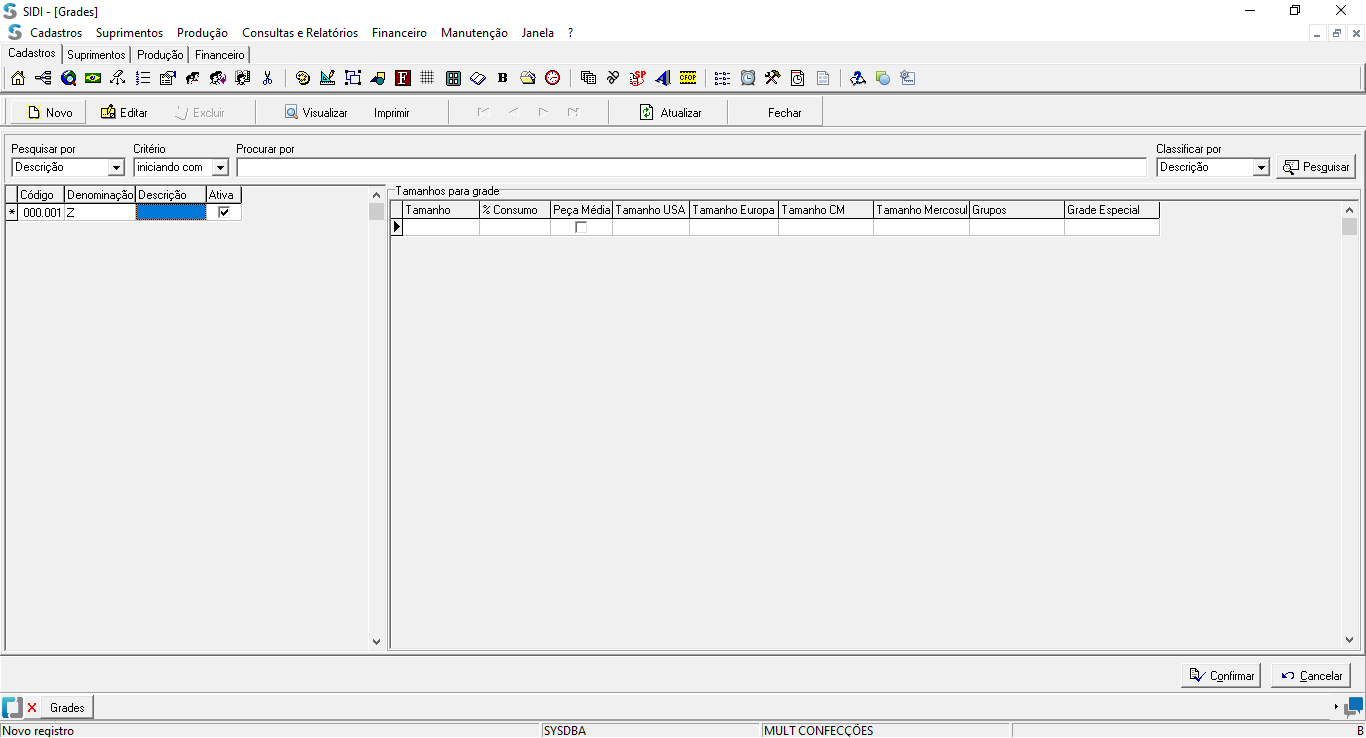 SIDI - [Grades]
Cadastros Suprimentos Produção Consultas e Relatórios Financeiro Manutenção Janela ?
Cadastros Suprimentos Produção Financeiro
F B SP CFOP
Novo Editar Excluir Visualizar Imprimir Atualizar Fechar
Pesquisar por Critério Procurar por Classificar por
Descrição iniciando com Descrição Pesquisar
Tamanhos para grade
Código Denominação Descrição Ativa
* 000.001 Z
Tamanho % Consumo Peça Média Tamanho USA Tamanho Europa Tamanho CM Tamanho Mercosul Grupos Grade Especial
Confirmar Cancelar
Grades
Novo registro SYSDBA MULT CONFECÇÕES B